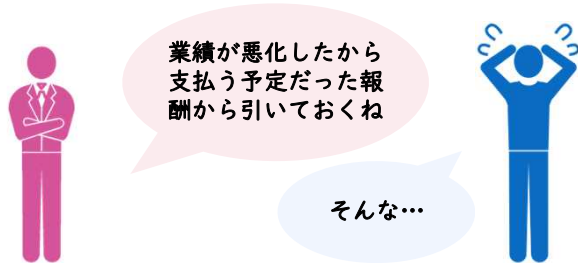 業績が悪化したから
支払う予定だった報
酬から引いておくね
そんな…